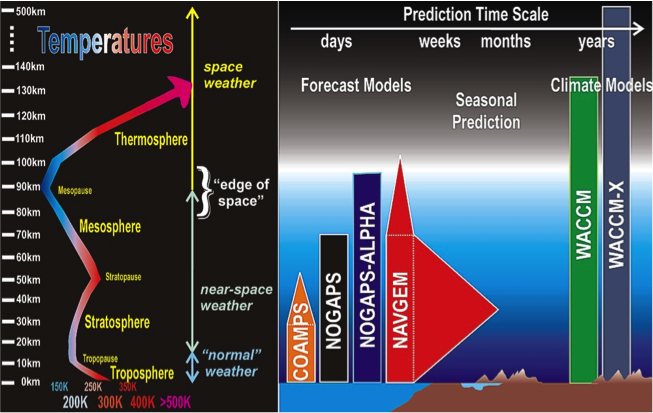 500km
Temperatures
140km
130km
120km
110km
100km
90km
80km
70km
60km
50km
40km
30km
20km
10km
0km
space
weather
Thermosphere
Mesopause
"edge of
space"
Mesosphere
Stratopause
near-space
weather
Stratosphere
Tropopause
"normal"
weather
Troposphere
150K 250K 350K
200K 300K 400K >500K
Prediction Time Scale
days weeks months years
Forecast Models
Climate Models
Seasonal
Prediction
COAMPS
NOGAPS
NOGAPS-ALPHA
NAVGEM
WACCM
WACCM-X